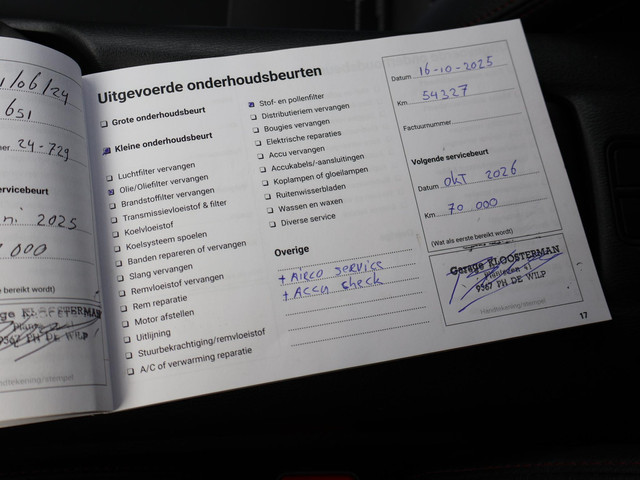 1/06/24
651
24-729
servicebeurt
ni 2025
000
bereikt wordt)
Uitgevoerde onderhoudsbeurten
Grote onderhoudsbeurt
Kleine onderhoudsbeurt
Luchtfilter vervangen
Olie/Oliefilter vervangen
Brandstoffilter vervangen
Transmissievloeistof & filter
Koelvloeistof
Koelsysteem spoelen
Banden repareren of vervangen
Slang vervangen
Remvloeistof vervangen
Rem reparatie
Motor afstellen
Uitlijning
Stuurbekrachtiging/remvloeistof
A/C of verwarming reparatie
Stof- en pollenfilter
Distributieriem vervangen
Bougies vervangen
Elektrische reparaties
Accu vervangen
Accukabels/-aansluitingen
Koplampen of gloeilampen
Ruitenwisserbladen
Wassen en waxen
Diverse service
Overige
+ Airco service
+ Accu check
Datum 16-10-2025
Km 54327
Factuurnummer
Volgende servicebeurt
Datum okt 2026
Km 70 000
(Wat als eerste bereikt wordt)
Garage KLOOSTERMAN
9367 PH DE WILP
Handtekening/stempel
17